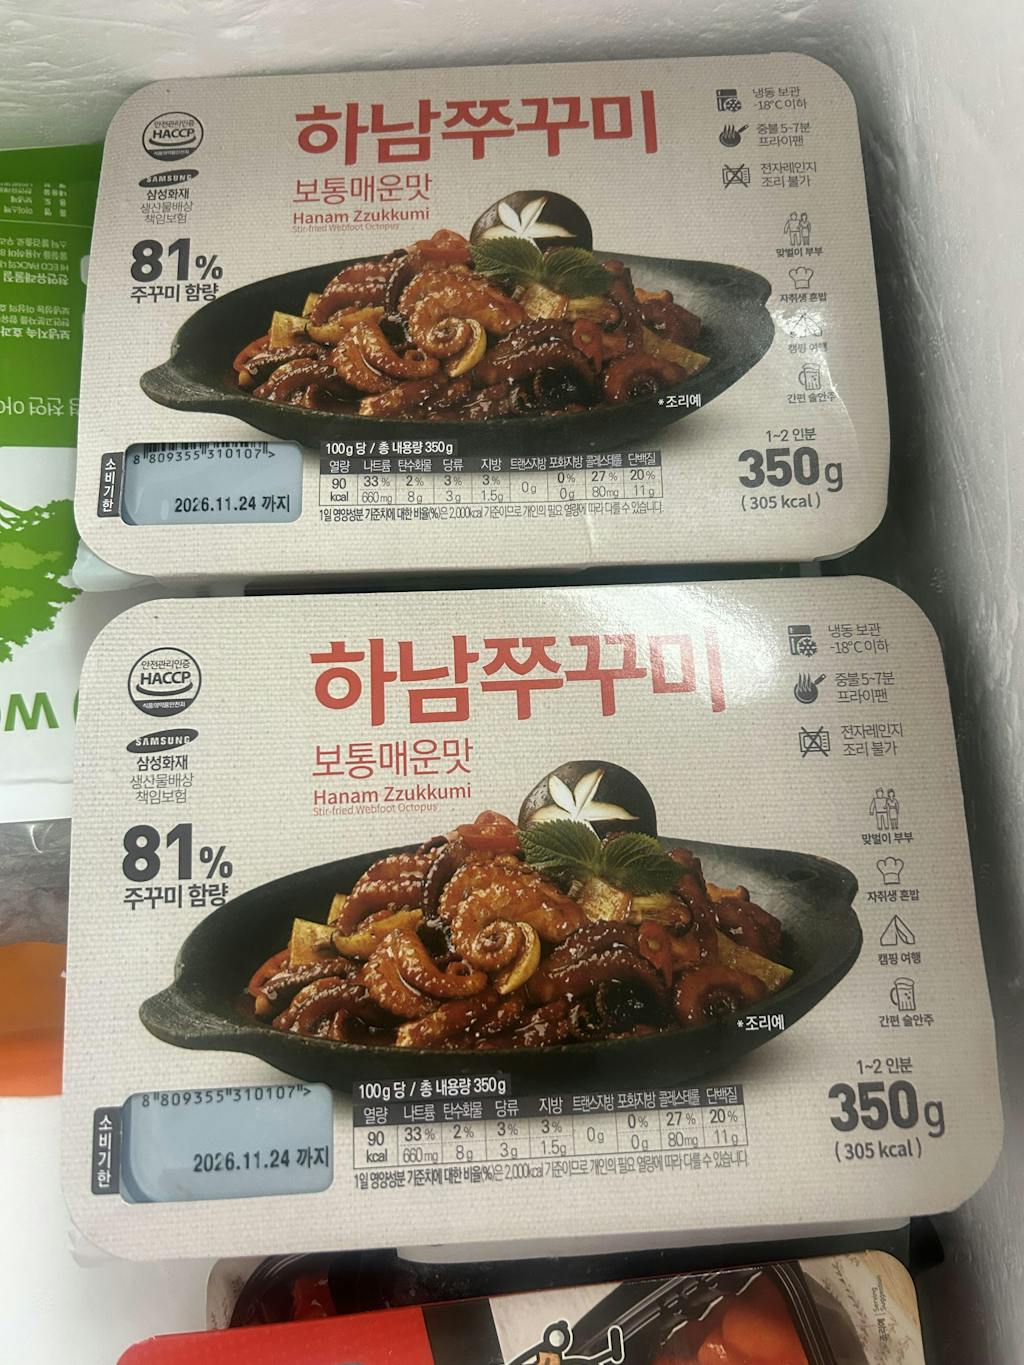 안전관리인증
HACCP
식품의약품안전처
SAMSUNG
삼성화재
생산물배상
책임보험
81%
주꾸미 함량
하남쭈꾸미
보통매운맛
Hanam Zzukkumi
Stir-fried Webfoot Octopus
냉동 보관
-18°C 이하
중불 5-7분
프라이팬
전자레인지
조리 불가
맞벌이 부부
자취생 혼밥
캠핑 여행
간편 술안주
*조리예
소비기한
8"809355"310107">
2026.11.24 까지
100g 당 / 총 내용량 350g
열량 나트륨 탄수화물 당류 지방 트랜스지방 포화지방 콜레스테롤 단백질
90 33% 2% 3% 3% 0g 0% 27% 20%
kcal 660mg 8g 3g 1.5g 0g 80mg 11g
1일 영양성분 기준치에 대한 비율(%)은 2,000kcal 기준이므로 개인의 필요 열량에 따라 다를 수 있습니다.
1~2 인분
350g
(305 kcal)
안전관리인증
HACCP
식품의약품안전처
SAMSUNG
삼성화재
생산물배상
책임보험
81%
주꾸미 함량
하남쭈꾸미
보통매운맛
Hanam Zzukkumi
Stir-fried Webfoot Octopus
냉동 보관
-18°C 이하
중불 5-7분
프라이팬
전자레인지
조리 불가
맞벌이 부부
자취생 혼밥
캠핑 여행
간편 술안주
*조리예
소비기한
8"809355"310107">
2026.11.24 까지
100g 당 / 총 내용량 350g
열량 나트륨 탄수화물 당류 지방 트랜스지방 포화지방 콜레스테롤 단백질
90 33% 2% 3% 3% 0g 0% 27% 20%
kcal 660mg 8g 3g 1.5g 0g 80mg 11g
1일 영양성분 기준치에 대한 비율(%)은 2,000kcal 기준이므로 개인의 필요 열량에 따라 다를 수 있습니다.
1~2 인분
350g
(305 kcal)
조리예
Serving
Suggestion